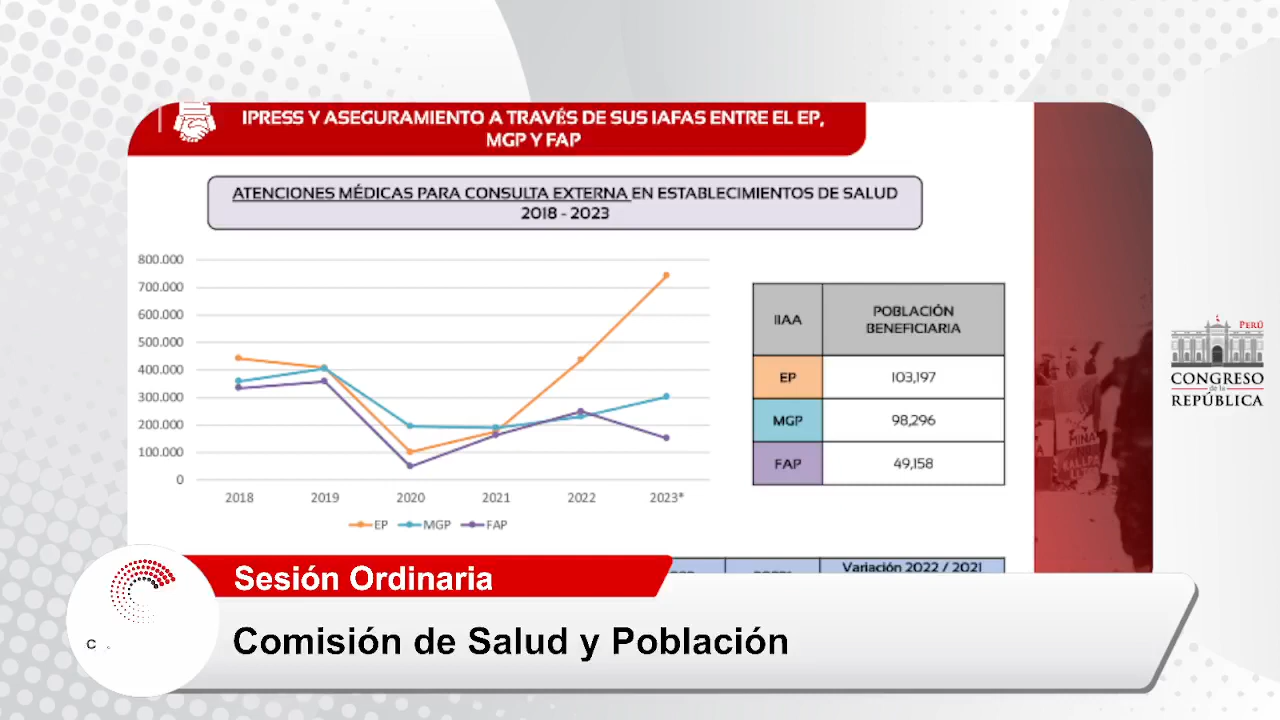 IPRESS Y ASEGURAMIENTO A TRAVÉS DE SUS IAFAS ENTRE EL EP,
MGP Y FAP
ATENCIONES MÉDICAS PARA CONSULTA EXTERNA EN ESTABLECIMIENTOS DE SALUD
2018 - 2023
800.000
700.000
600.000
500.000
400.000
300.000
200.000
100.000
0
2018 2019 2020 2021 2022 2023*
EP MGP FAP
IIAA POBLACIÓN
BENEFICIARIA
EP 103,197
MGP 98,296
FAP 49,158
Variación 2022 / 2021
MINA
PERÚ
CONGRESO
de la
REPÚBLICA
Sesión Ordinaria
C
Comisión de Salud y Población